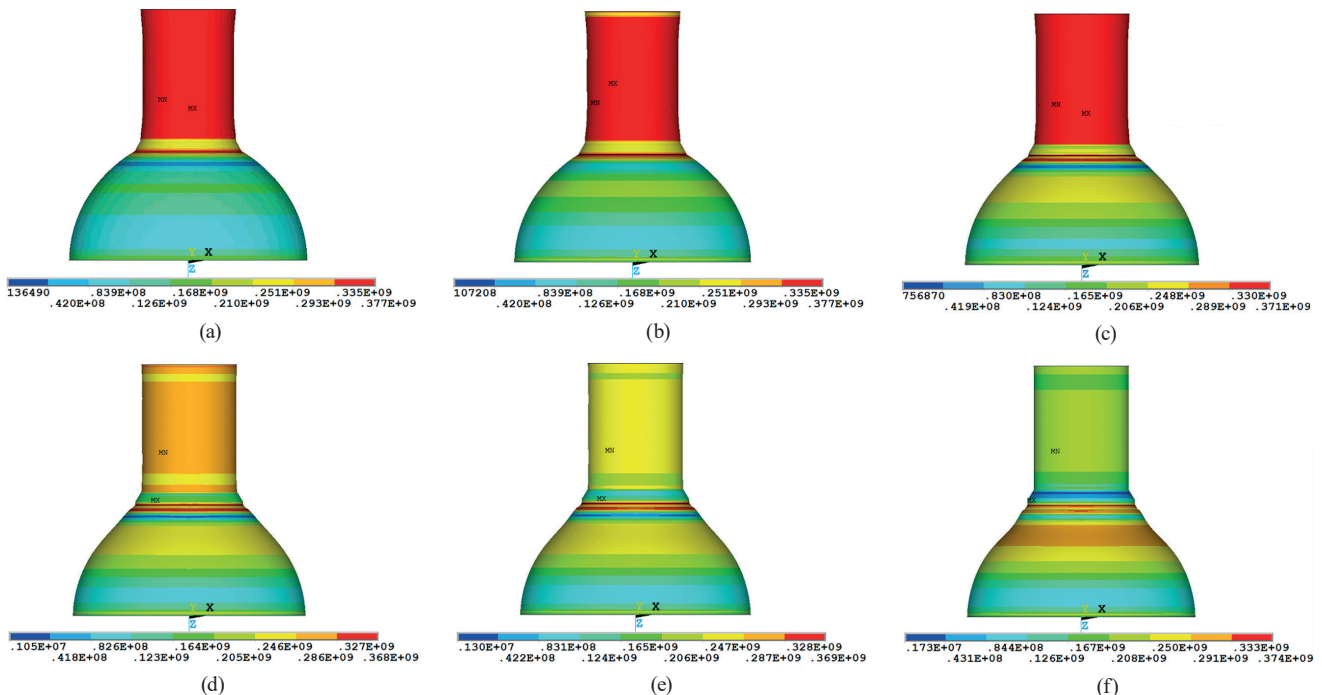 MN
MX
Y X
Z
136490 .839E+08 .168E+09 .251E+09 .335E+09
.420E+08 .126E+09 .210E+09 .293E+09 .377E+09
(a)
MX
MN
Y X
Z
107208 .839E+08 .168E+09 .251E+09 .335E+09
.420E+08 .126E+09 .210E+09 .293E+09 .377E+09
(b)
MN
MX
Y X
Z
756870 .830E+08 .165E+09 .248E+09 .330E+09
.419E+08 .124E+09 .206E+09 .289E+09 .371E+09
(c)
MN
MX
Y X
Z
.105E+07 .826E+08 .164E+09 .246E+09 .327E+09
.418E+08 .123E+09 .205E+09 .286E+09 .368E+09
(d)
MN
MX
Y X
Z
.130E+07 .831E+08 .165E+09 .247E+09 .328E+09
.422E+08 .124E+09 .206E+09 .287E+09 .369E+09
(e)
MN
MX
Y X
Z
.173E+07 .844E+08 .167E+09 .250E+09 .333E+09
.431E+08 .126E+09 .208E+09 .291E+09 .374E+09
(f)